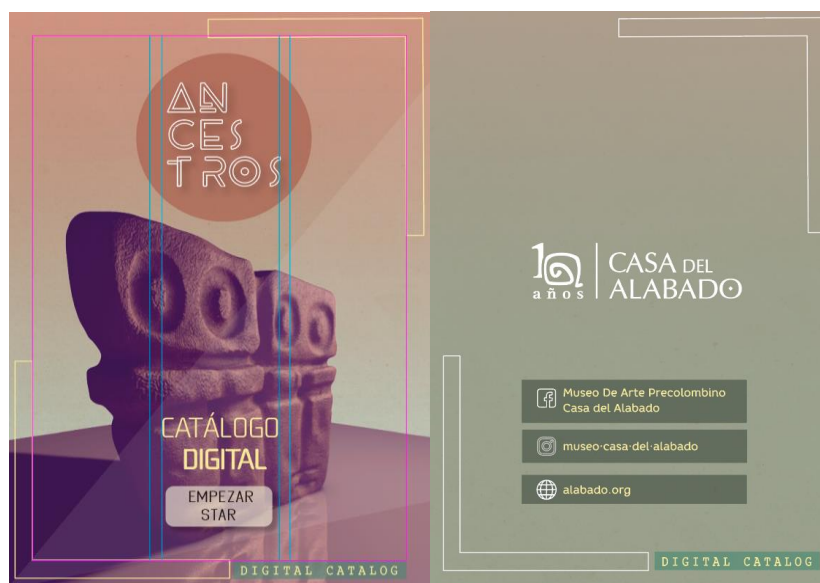 AN
CES
TROS
CATÁLOGO
DIGITAL
EMPEZAR
STAR
DIGITAL CATALOG
10 años
CASA DEL
ALABADO
Museo De Arte Precolombino
Casa del Alabado
museo·casa·del·alabado
alabado.org
DIGITAL CATALOG